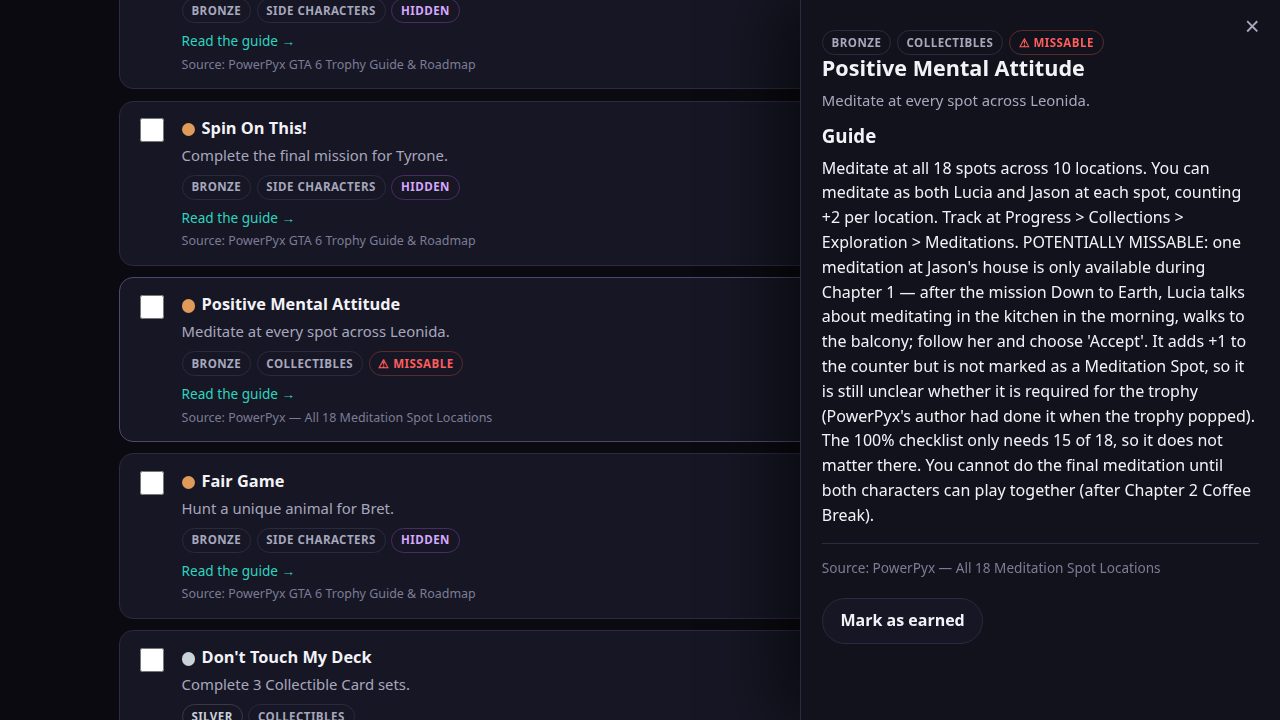 BRONZE SIDE CHARACTERS HIDDEN
Read the guide →
Source: PowerPyx GTA 6 Trophy Guide & Roadmap
Spin On This!
Complete the final mission for Tyrone.
BRONZE SIDE CHARACTERS HIDDEN
Read the guide →
Source: PowerPyx GTA 6 Trophy Guide & Roadmap
Positive Mental Attitude
Meditate at every spot across Leonida.
BRONZE COLLECTIBLES ⚠ MISSABLE
Read the guide →
Source: PowerPyx — All 18 Meditation Spot Locations
Fair Game
Hunt a unique animal for Bret.
BRONZE SIDE CHARACTERS HIDDEN
Read the guide →
Source: PowerPyx GTA 6 Trophy Guide & Roadmap
Don't Touch My Deck
Complete 3 Collectible Card sets.
SILVER COLLECTIBLES
×
BRONZE COLLECTIBLES ⚠ MISSABLE
Positive Mental Attitude
Meditate at every spot across Leonida.
Guide
Meditate at all 18 spots across 10 locations. You can
meditate as both Lucia and Jason at each spot, counting
+2 per location. Track at Progress > Collections >
Exploration > Meditations. POTENTIALLY MISSABLE: one
meditation at Jason's house is only available during
Chapter 1 — after the mission Down to Earth, Lucia talks
about meditating in the kitchen in the morning, walks to
the balcony; follow her and choose 'Accept'. It adds +1 to
the counter but is not marked as a Meditation Spot, so it
is still unclear whether it is required for the trophy
(PowerPyx's author had done it when the trophy popped).
The 100% checklist only needs 15 of 18, so it does not
matter there. You cannot do the final meditation until
both characters can play together (after Chapter 2 Coffee
Break).
Source: PowerPyx — All 18 Meditation Spot Locations
Mark as earned